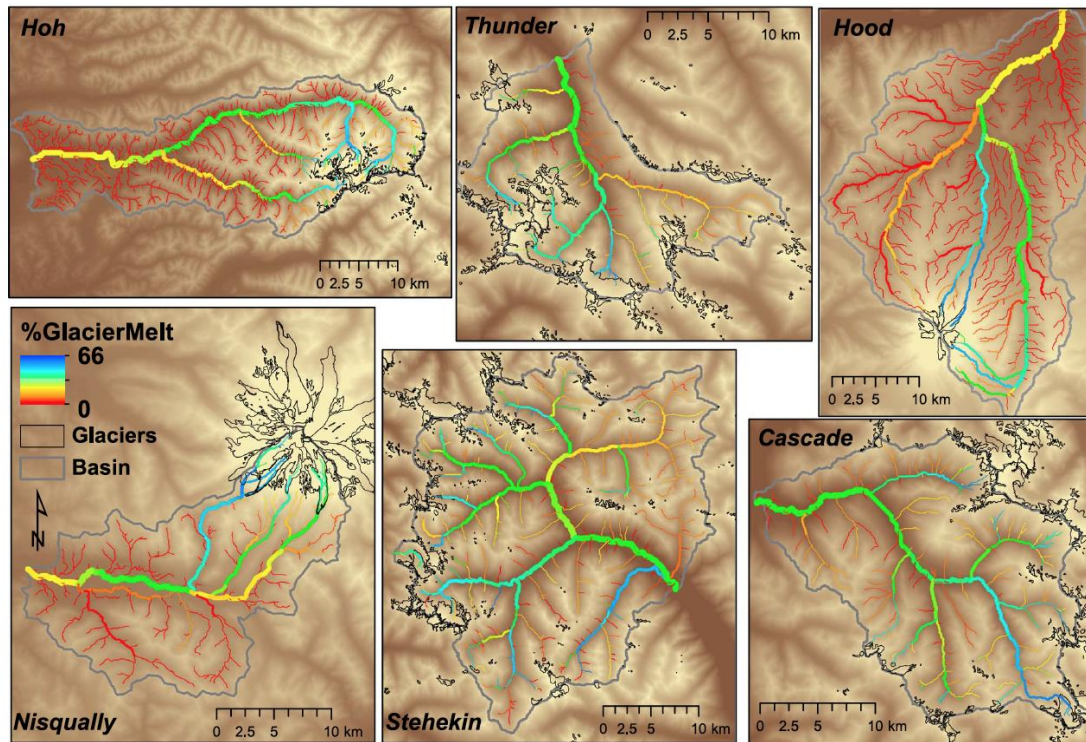 Hoh
0 2.5 5 10 km
Thunder
0 2.5 5 10 km
Hood
0 2.5 5 10 km
%GlacierMelt
66
0
Glaciers
Basin
N
0 2.5 5 10 km
Nisqually
0 2.5 5 10 km
Stehekin
Cascade
0 2.5 5 10 km